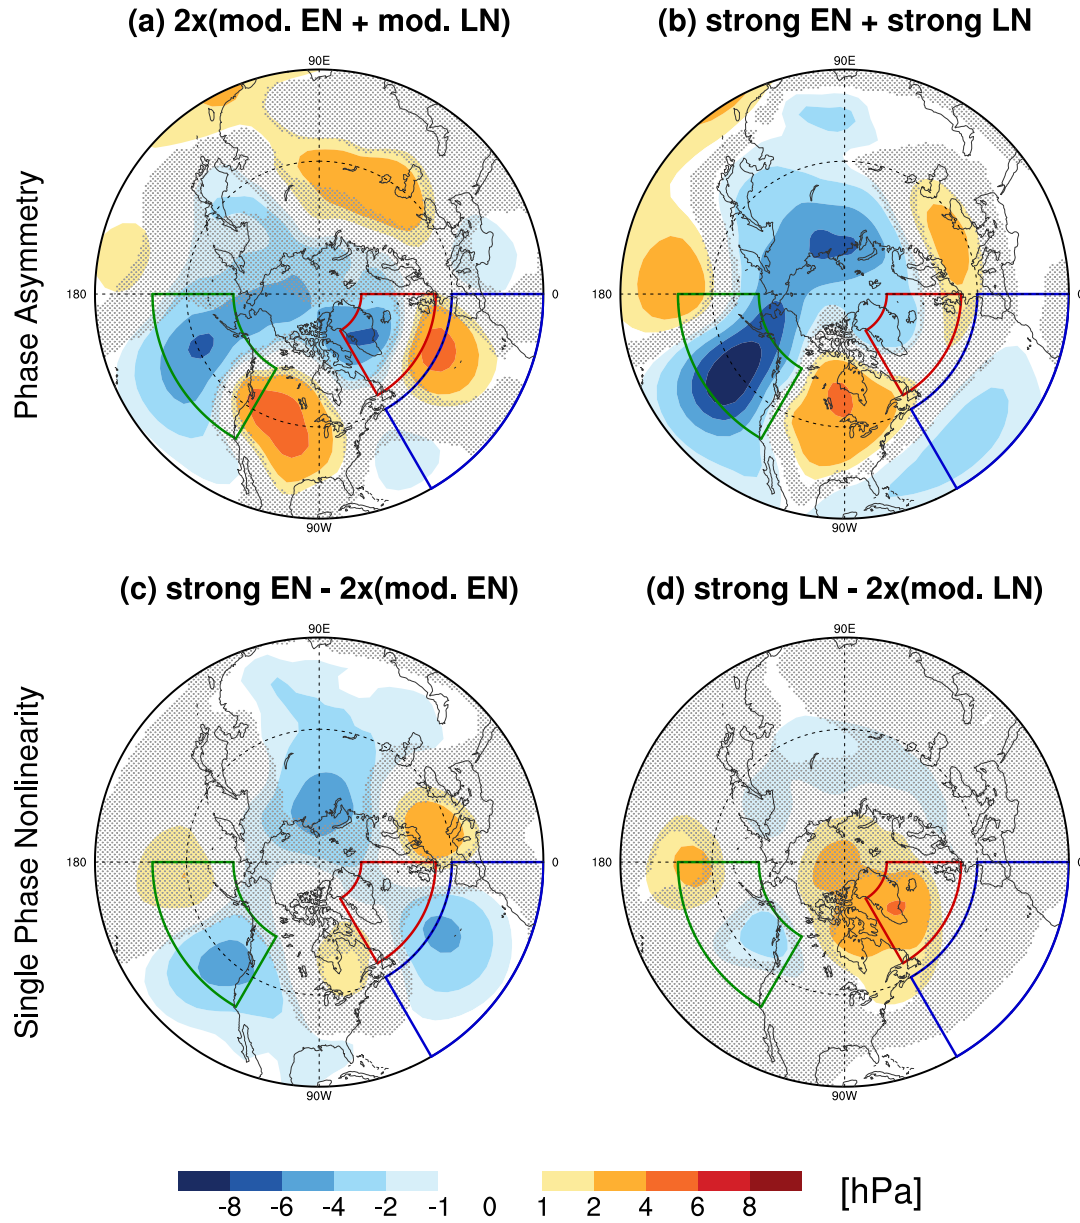 (a) 2x(mod. EN + mod. LN)
(b) strong EN + strong LN
Phase Asymmetry
90E
180
0
90W
90E
180
0
90W
(c) strong EN - 2x(mod. EN)
(d) strong LN - 2x(mod. LN)
Single Phase Nonlinearity
90E
180
0
90W
90E
180
0
90W
-8 -6 -4 -2 -1 0 1 2 4 6 8 [hPa]